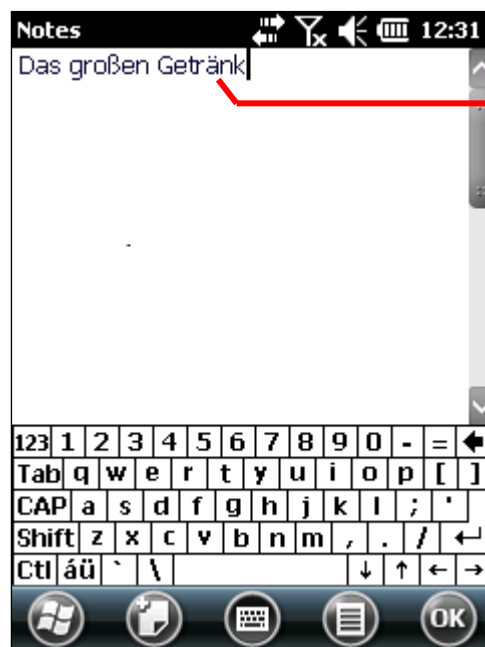 Notes 12:31
Das großen Getränk
123 1 2 3 4 5 6 7 8 9 0 - =
Tab q w e r t y u i o p [ ]
CAP a s d f g h j k l ; '
Shift z x c v b n m , . /
Ctl áü ` \
OK